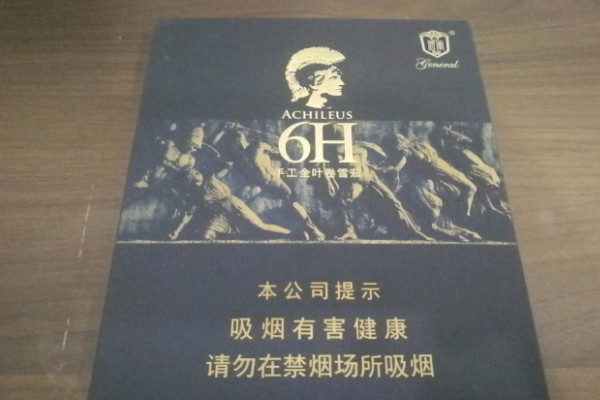 General
ACHILEUS
6H
手工全叶卷雪茄
本公司提示
吸烟有害健康
请勿在禁烟场所吸烟